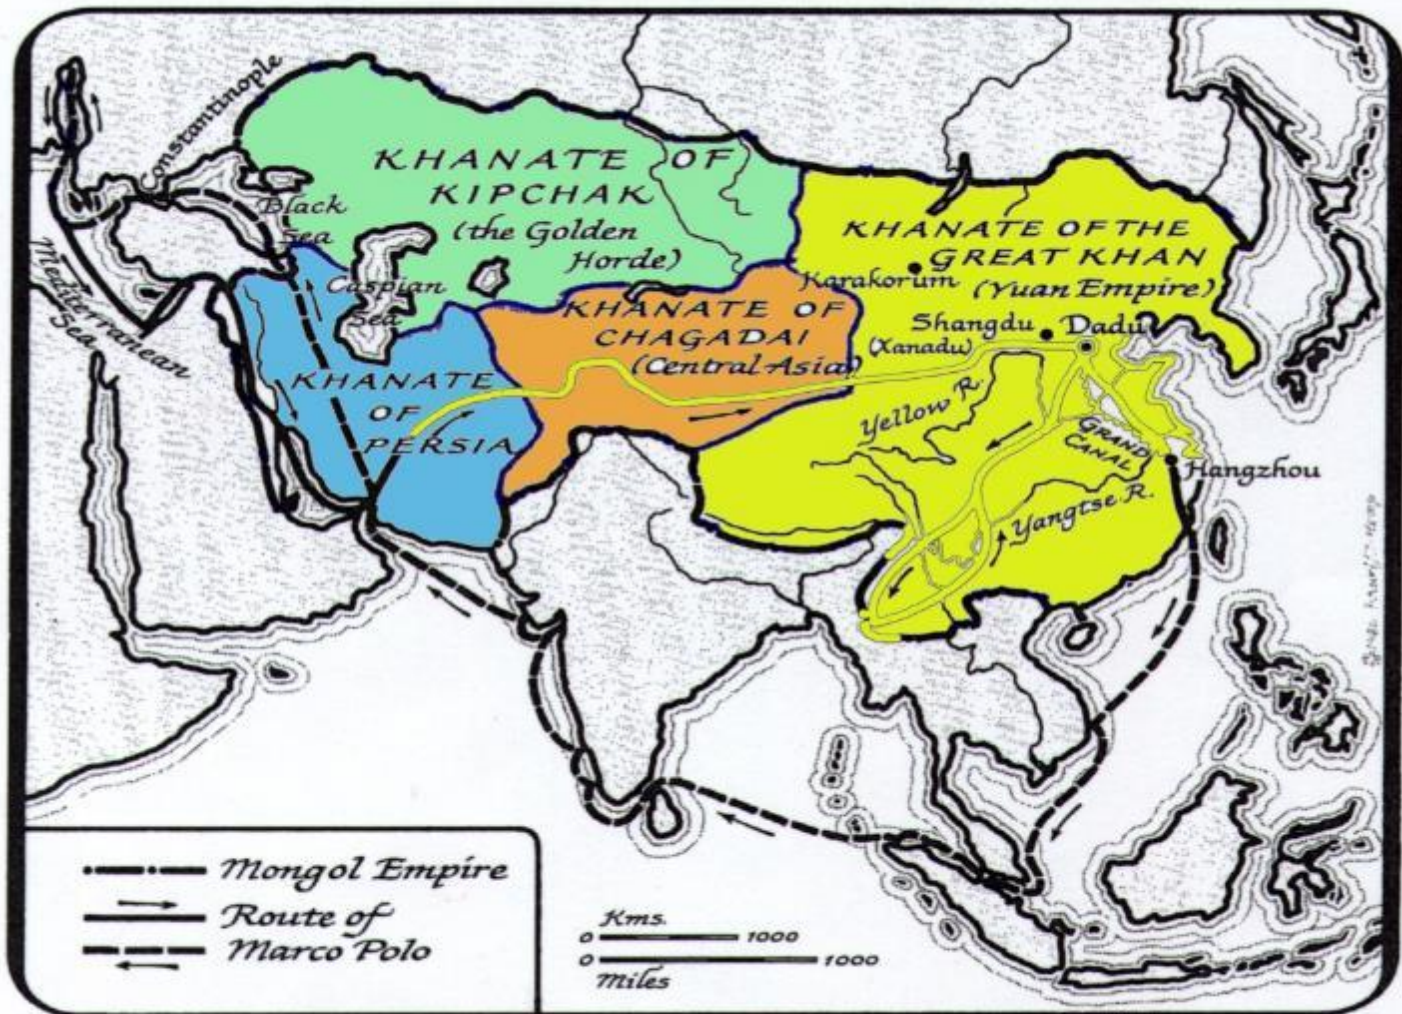 Constantinople
KHANATE OF
KIPCHAK
(the Golden
Horde)
Black
Sea
Caspian
Sea
Mediterranean
Sea
KHANATE OF THE
GREAT KHAN
(Yuan Empire)
Karakorum
KHANATE OF
CHAGADAI
(Central Asia)
Shangdu
(Xanadu)
Dadu
KHANATE
OF
PERSIA
Yellow R.
GRAND
CANAL
Hangzhou
Yangtse R.
Mongol Empire
Route of
Marco Polo
Kms.
0 1000
0 1000
Miles